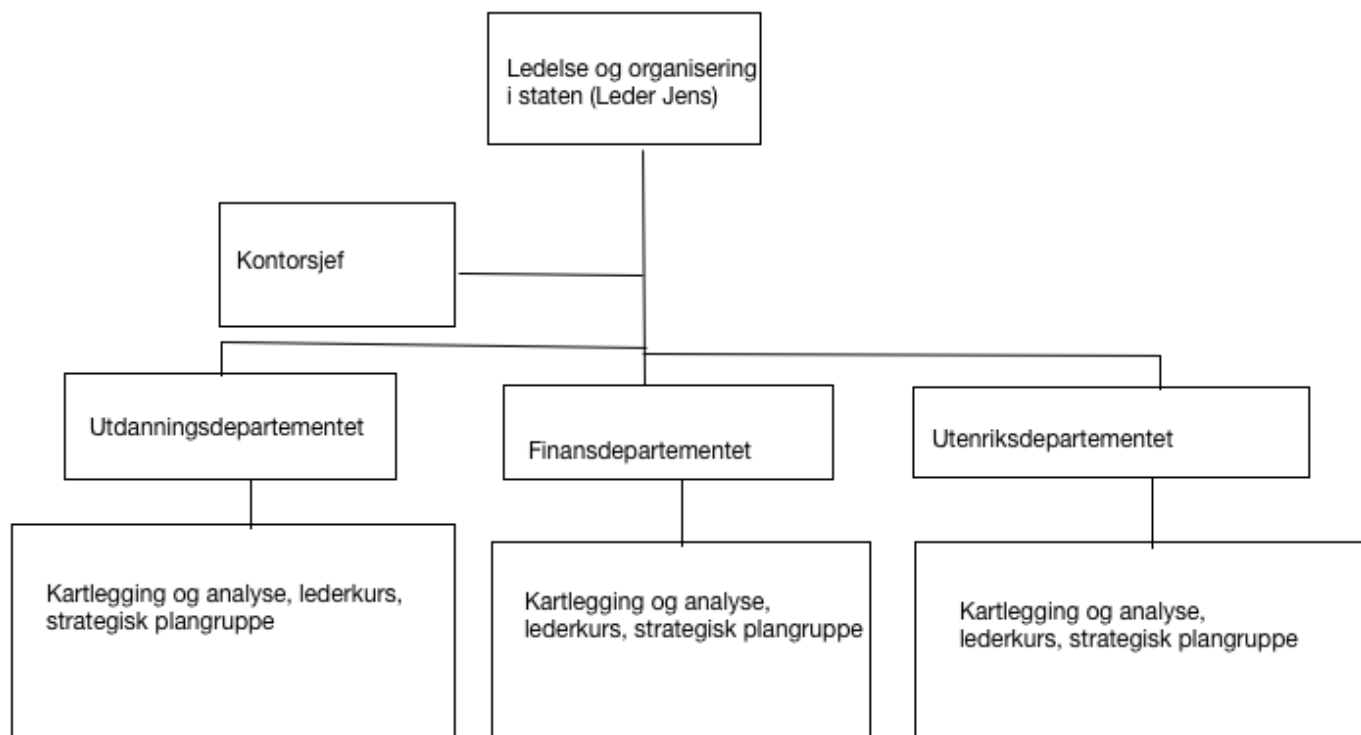 Ledelse og organisering
i staten (Leder Jens)
Kontorsjef
Utdanningsdepartementet
Finansdepartementet
Utenriksdepartementet
Kartlegging og analyse, lederkurs,
strategisk plangruppe
Kartlegging og analyse,
lederkurs, strategisk plangruppe
Kartlegging og analyse,
lederkurs, strategisk plangruppe